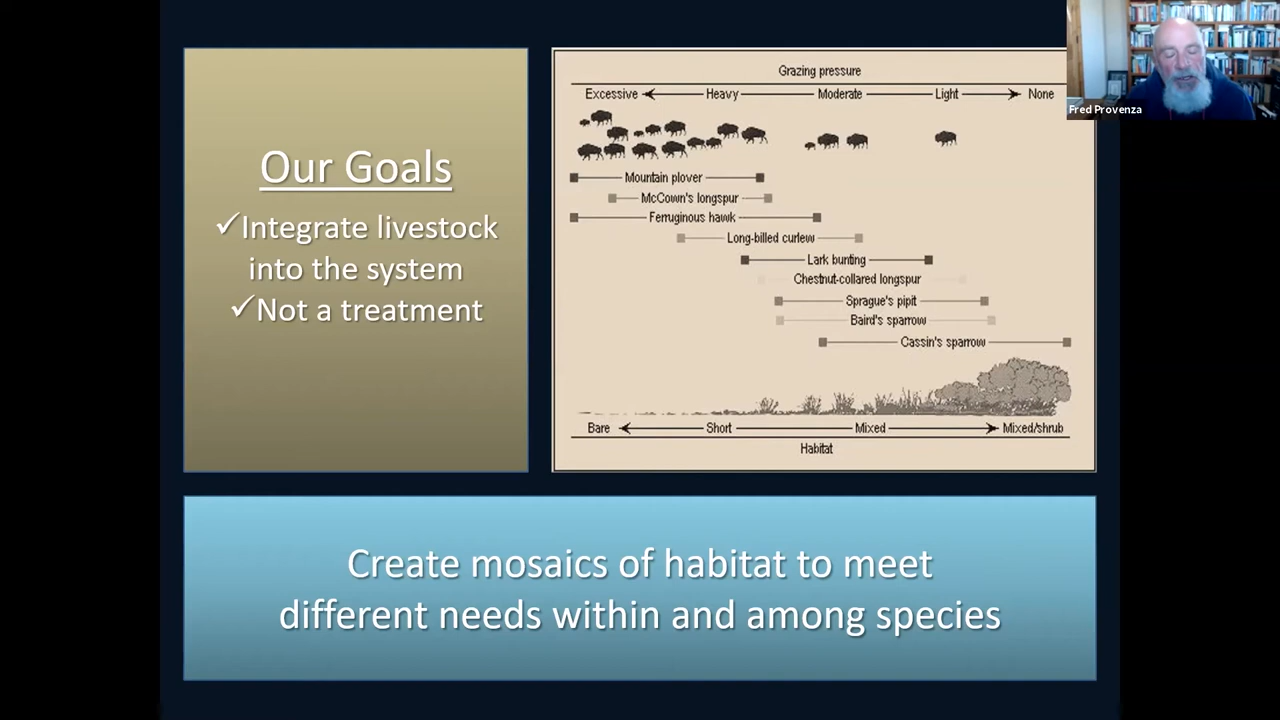 Our Goals
✓Integrate livestock
into the system
✓Not a treatment
Grazing pressure
Excessive Heavy Moderate Light None
Mountain plover
McCown's longspur
Ferruginous hawk
Long-billed curlew
Lark bunting
Chestnut-collared longspur
Sprague's pipit
Baird's sparrow
Cassin's sparrow
Bare Short Mixed Mixed/shrub
Habitat
Fred Provenza
Create mosaics of habitat to meet
different needs within and among species